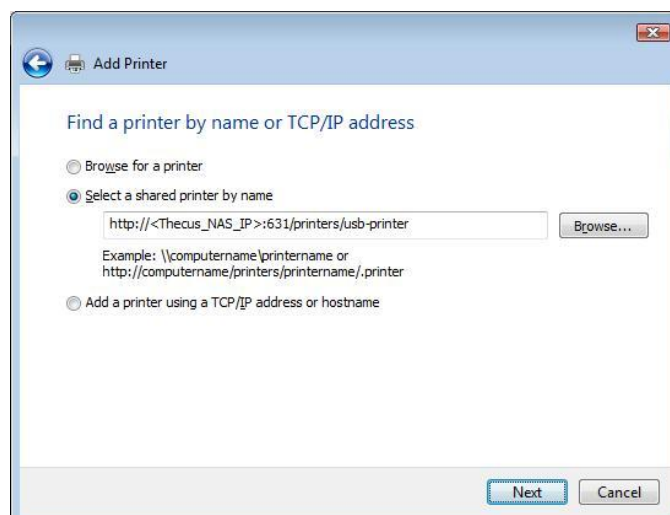 Add Printer
Find a printer by name or TCP/IP address
Browse for a printer
Select a shared printer by name
http://<Thecus_NAS_IP>:631/printers/usb-printer
Browse...
Example: \\computername\printername or
http://computername/printers/printername/.printer
Add a printer using a TCP/IP address or hostname
Next
Cancel